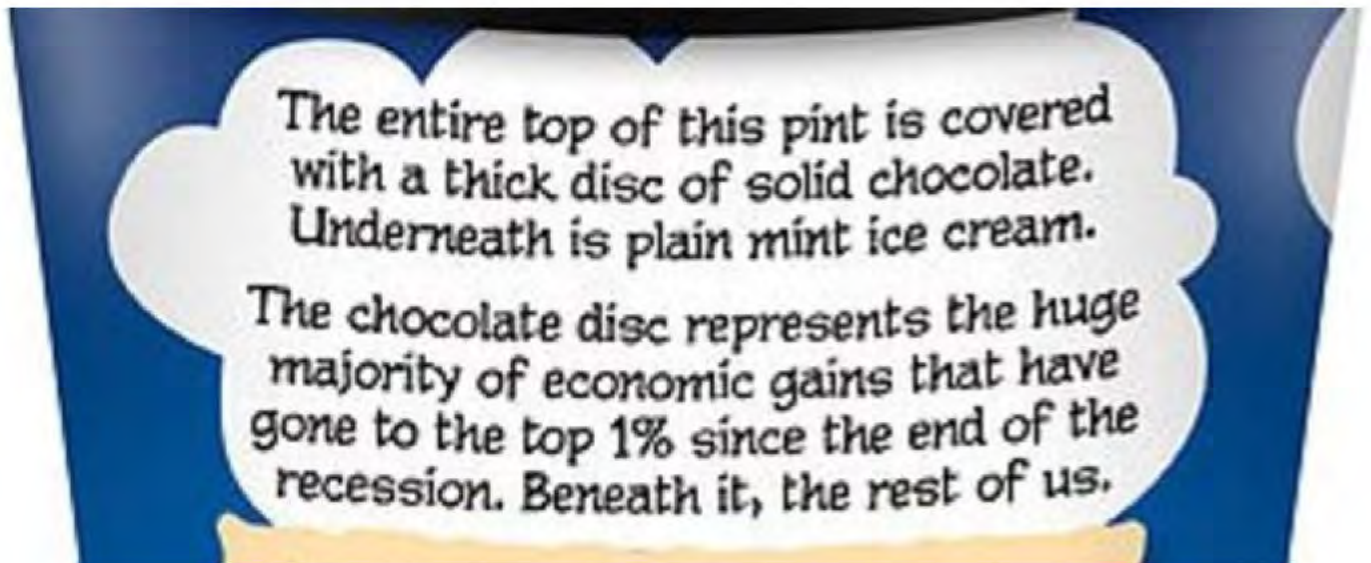 The entire top of this pint is covered
with a thick disc of solid chocolate.
Underneath is plain mint ice cream.
The chocolate disc represents the huge
majority of economic gains that have
gone to the top 1% since the end of the
recession. Beneath it, the rest of us.